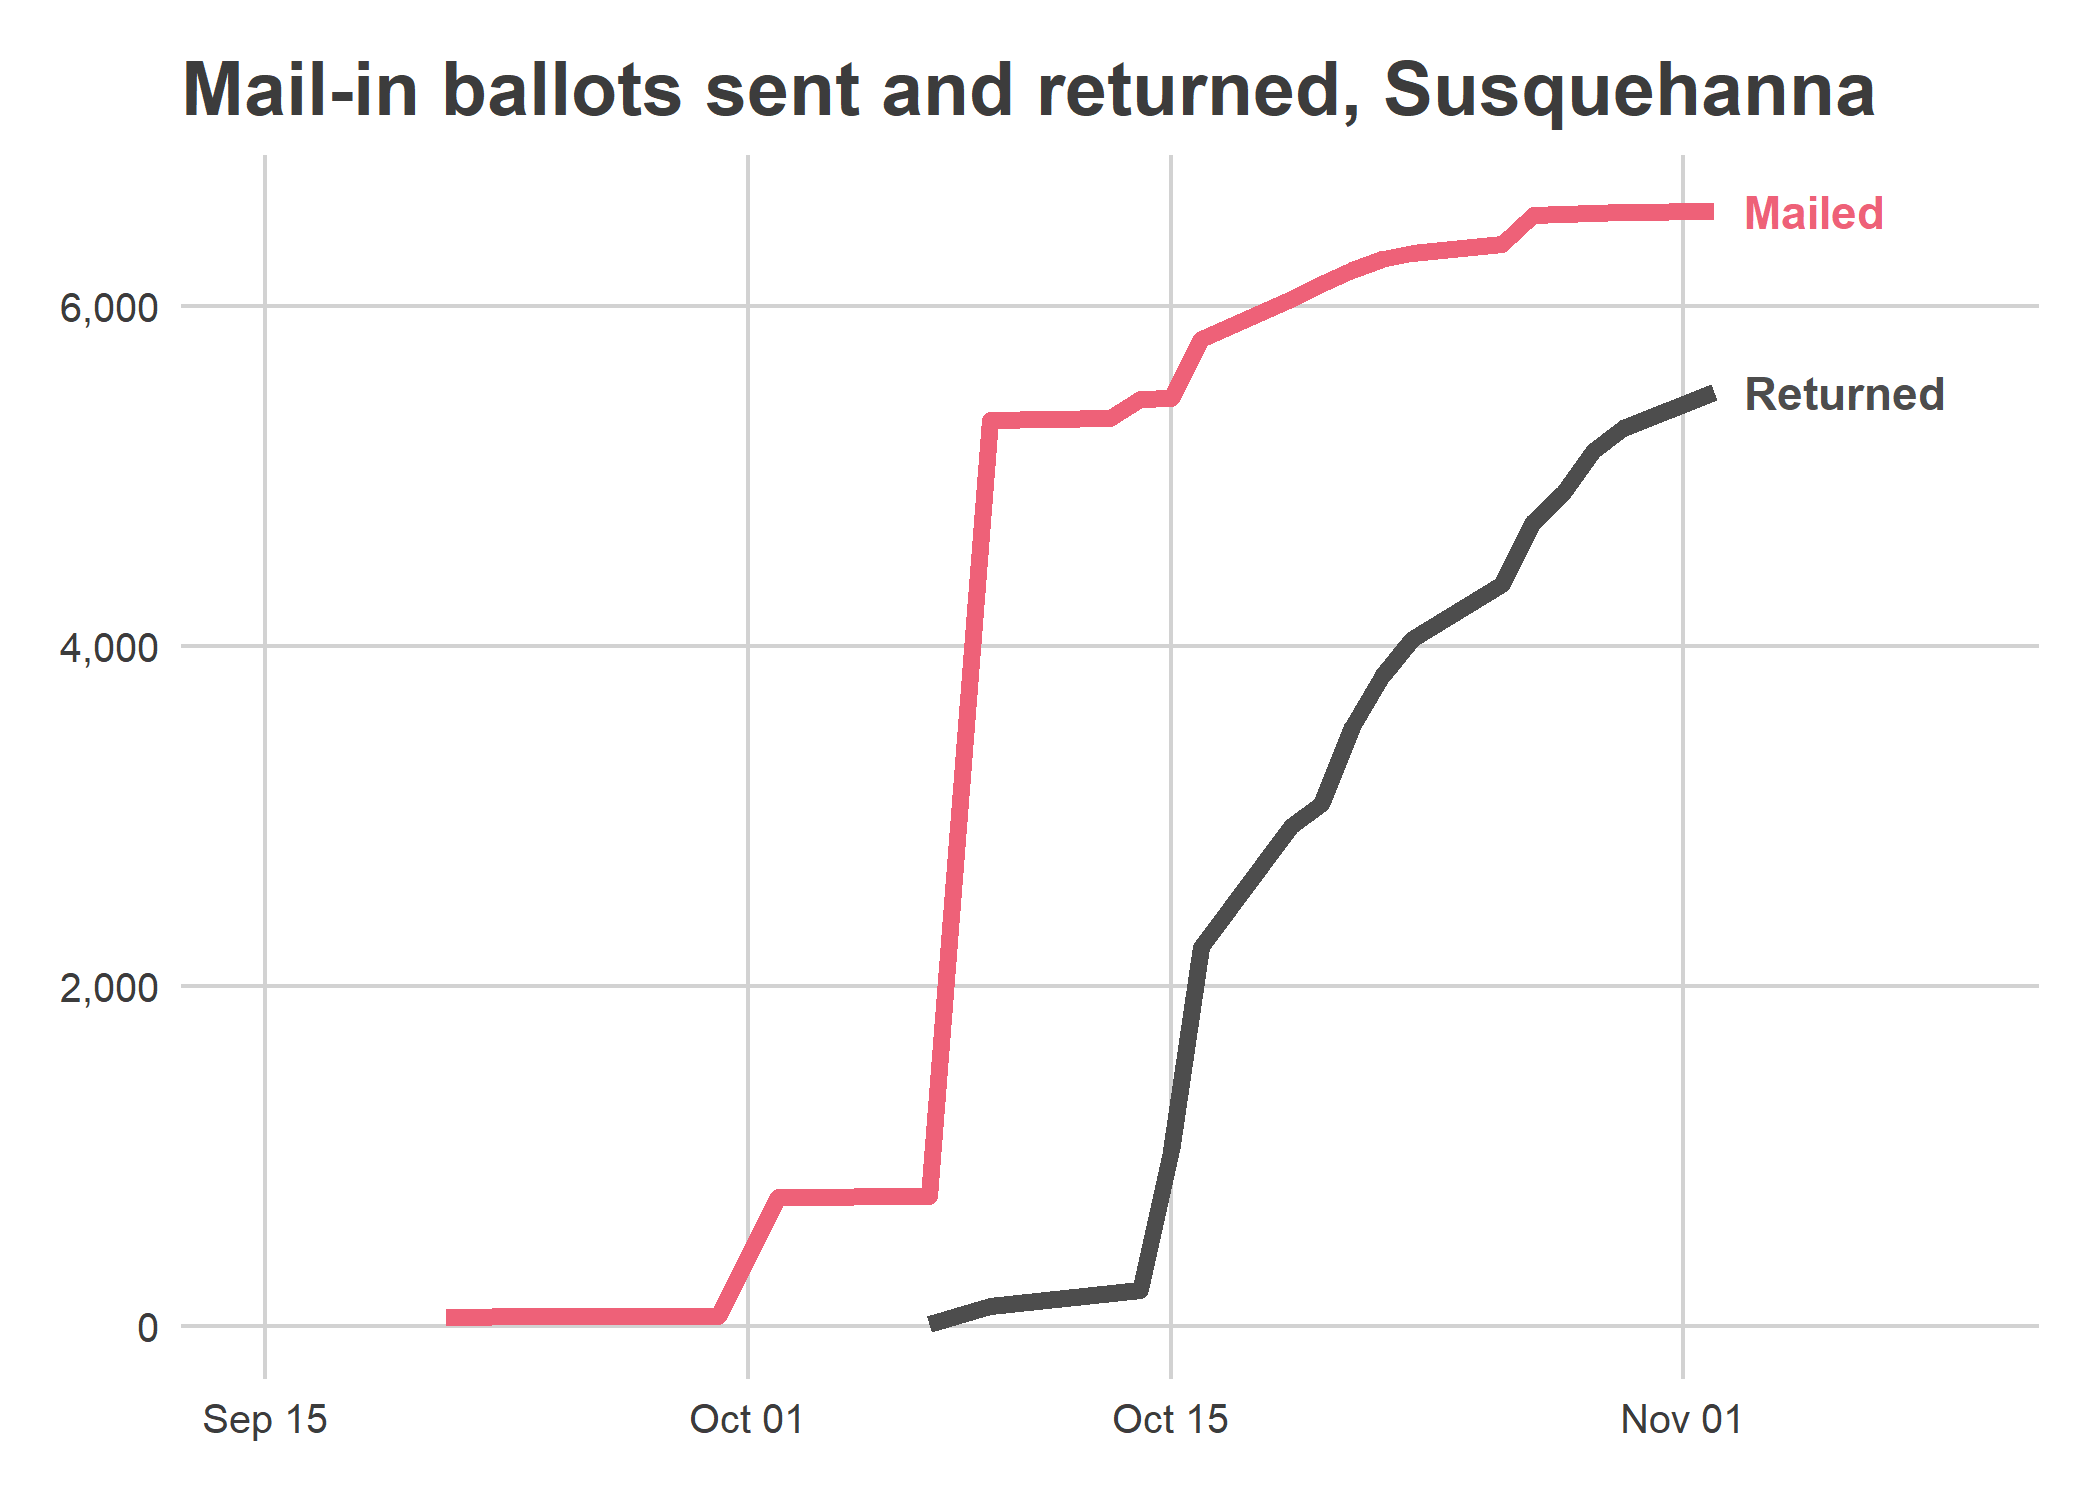 Mail-in ballots sent and returned, Susquehanna
Mailed
6,000
Returned
4,000
2,000
0
Sep 15
Oct 01
Oct 15
Nov 01